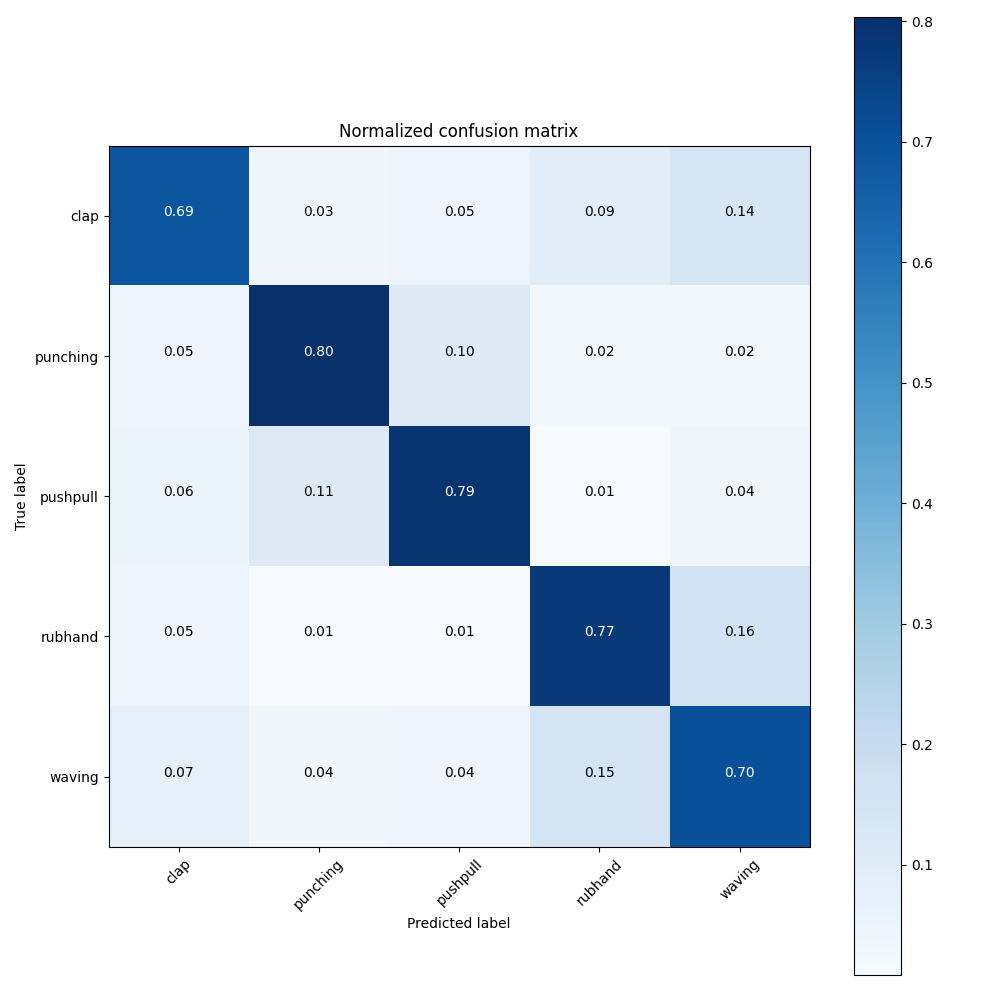 Normalized confusion matrix
True label
clap 0.69 0.03 0.05 0.09 0.14
punching 0.05 0.80 0.10 0.02 0.02
pushpull 0.06 0.11 0.79 0.01 0.04
rubhand 0.05 0.01 0.01 0.77 0.16
waving 0.07 0.04 0.04 0.15 0.70
clap punching pushpull rubhand waving
Predicted label
0.8
0.7
0.6
0.5
0.4
0.3
0.2
0.1